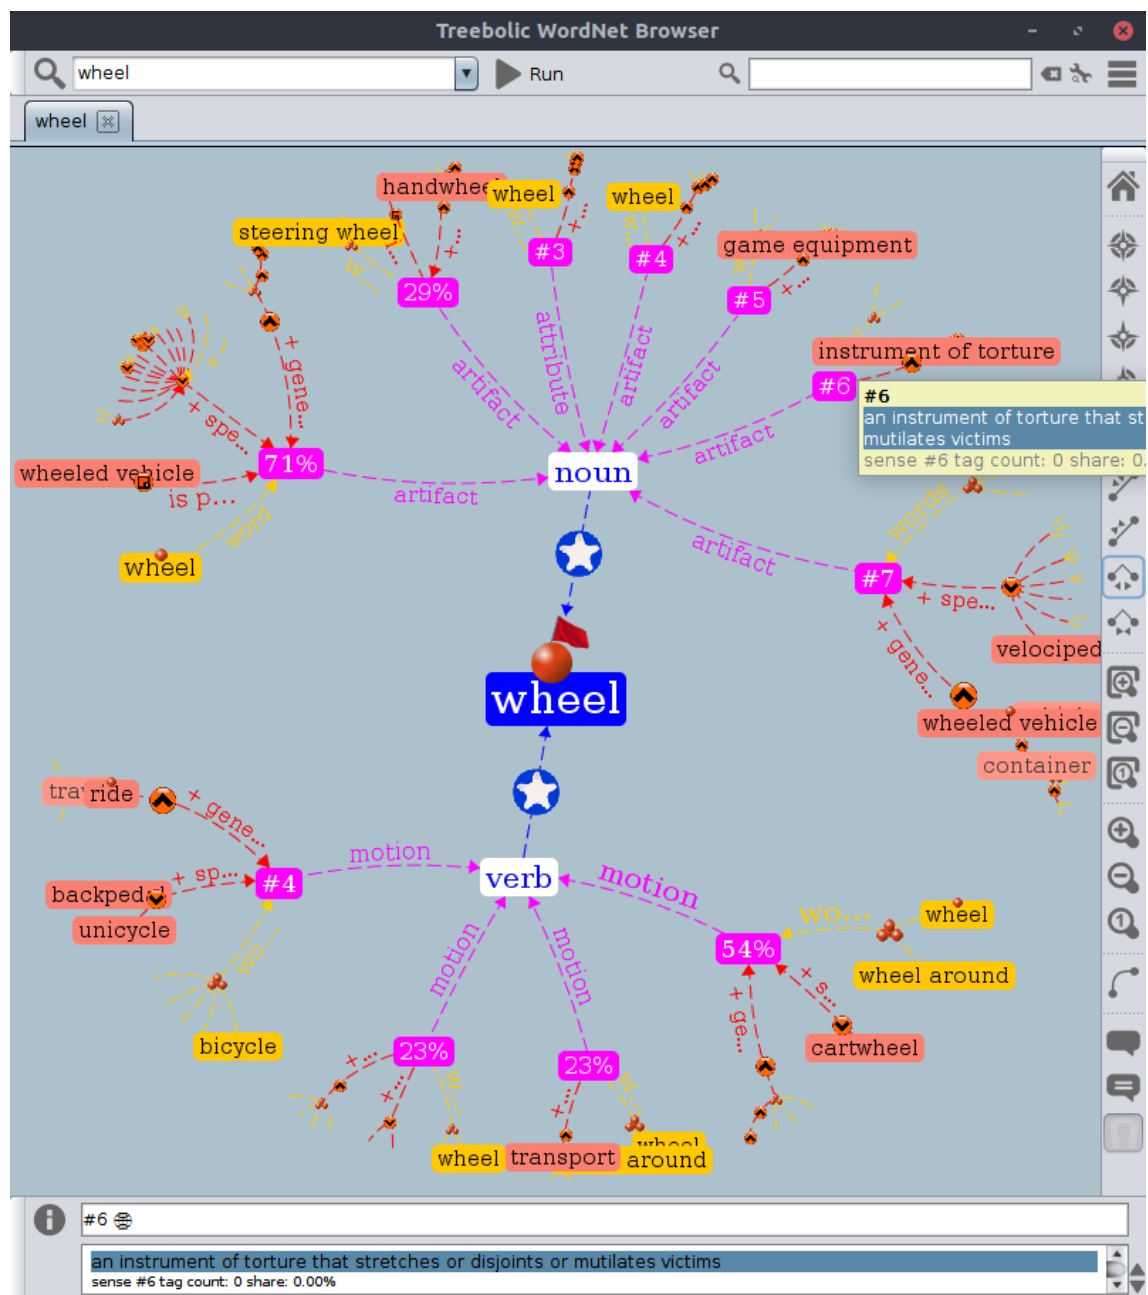 Treebolic WordNet Browser
wheel
Run
wheel
handwheel
wheel
wheel
steering wheel
+...
+...
+...
w...
w...
w...
#3
#4
game equipment
29%
#5
+...
attribute
artifact
artifact
artifact
instrument of torture
#6
#6
an instrument of torture that st
mutilates victims
sense #6 tag count: 0 share: 0.
+ gene...
+ spe...
71%
artifact
noun
artifact
wheeled vehicle
is p...
word
wheel
words
artifact
#7
+ spe...
+ gene...
velociped
wheeled vehicle
container
wheel
tra
ride
+ gene...
motion
verb
motion
#4
+ sp...
backpedal
unicycle
wo...
bicycle
motion
motion
54%
wo...
wheel
wheel around
+ s...
+ ge...
cartwheel
23%
23%
+...
+...
w...
+...
w...
wheel
wheel
transport
around
#6
an instrument of torture that stretches or disjoints or mutilates victims
sense #6 tag count: 0 share: 0.00%